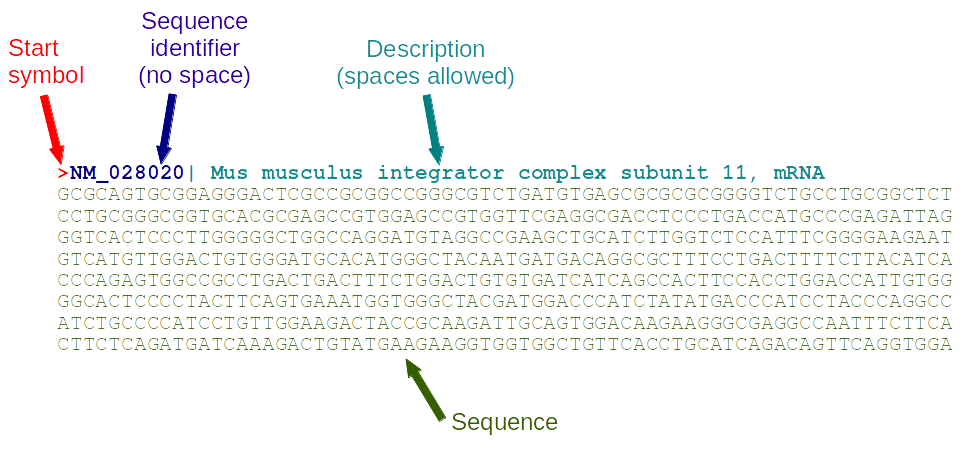 Start
symbol
Sequence
identifier
(no space)
Description
(spaces allowed)
>NM_028020| Mus musculus integrator complex subunit 11, mRNA
GCGCAGTGCGGAGGGACTCGCCGCGGCCGGGCGTCTGATGTGAGCGCGCGCGGGGTCTGCCTGCGGCTCT
CCTGCGGGCGGTGCACGCGAGCCGTGGAGCCGTGGTTCGAGGCGACCTCCCTGACCATGCCCGAGATTAG
GGTCACTCCCTTGGGGGCTGGCCAGGATGTAGGCCGAAGCTGCATCTTGGTCTCCATTTCGGGGAAGAAT
GTCATGTTGGACTGTGGGATGCACATGGGCTACAATGATGACAGGCGCTTTCCTGACTTTTCTTACATCA
CCCAGAGTGGCCGCCTGACTGACTTTCTGGACTGTGTGATCATCAGCCACTTCCACCTGGACCATTGTGG
GGCACTCCCCTACTTCAGTGAAATGGTGGGCTACGATGGACCCATCTATATGACCCATCCTACCCAGGCC
ATCTGCCCCATCCTGTTGGAAGACTACCGCAAGATTGCAGTGGACAAGAAGGGCGAGGCCAATTTCTTCA
CTTCTCAGATGATCAAAGACTGTATGAAGAAGGTGGTGGCTGTTCACCTGCATCAGACAGTTCAGGTGGA
Sequence